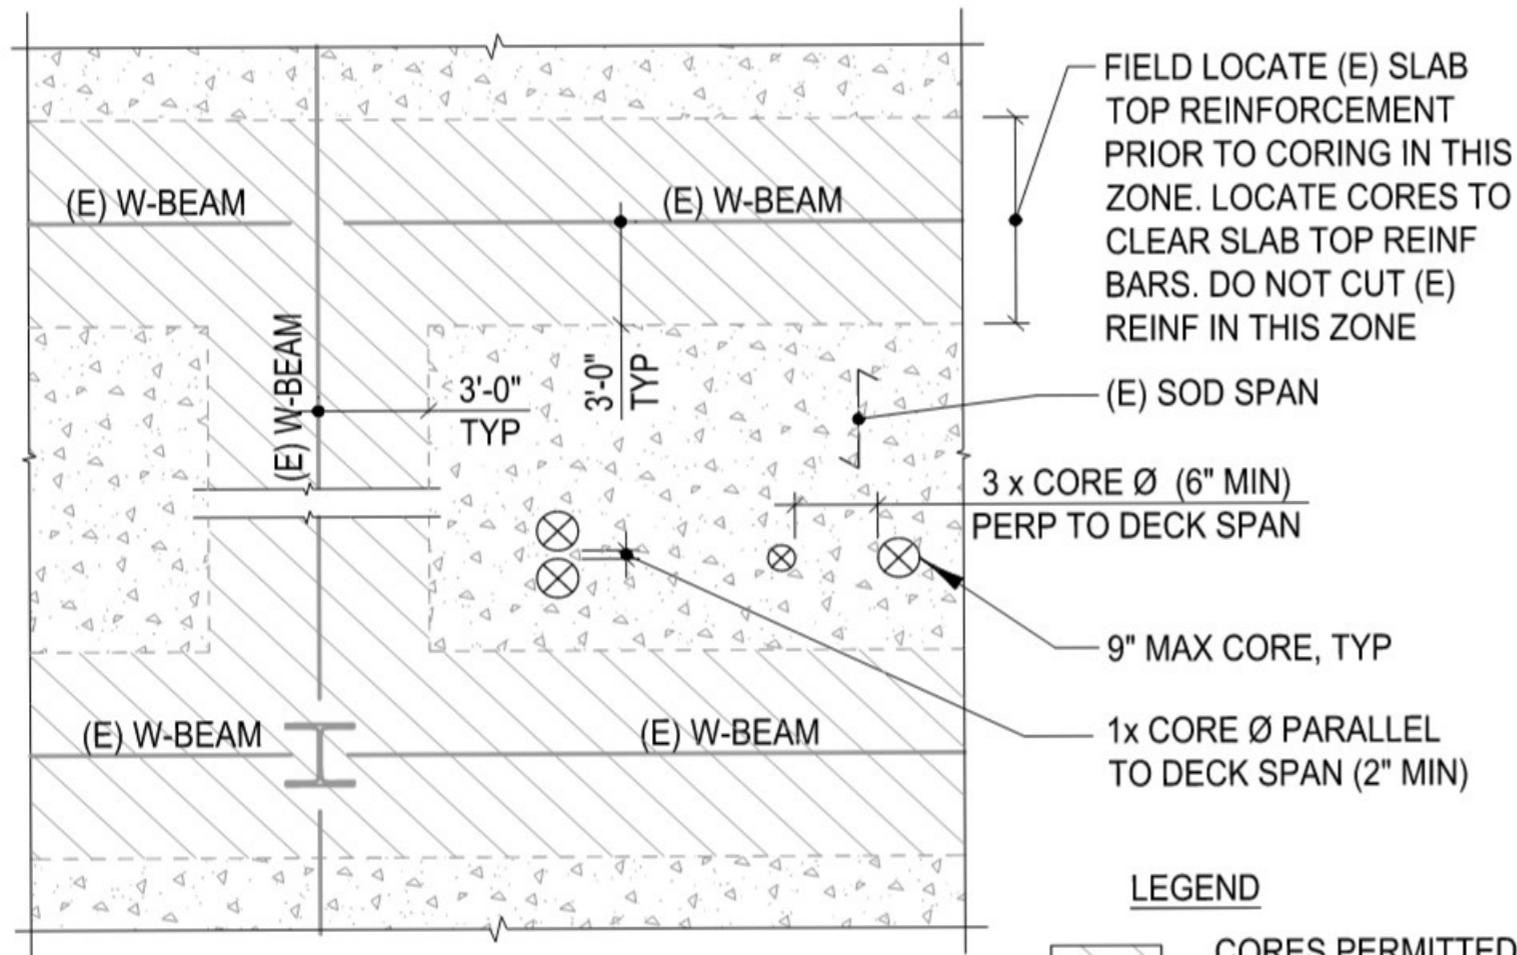 FIELD LOCATE (E) SLAB
TOP REINFORCEMENT
PRIOR TO CORING IN THIS
ZONE. LOCATE CORES TO
CLEAR SLAB TOP REINF
BARS. DO NOT CUT (E)
REINF IN THIS ZONE
(E) W-BEAM
(E) W-BEAM
(E) W-BEAM
3'-0"
TYP
3'-0"
TYP
(E) SOD SPAN
3 x CORE Ø (6" MIN)
PERP TO DECK SPAN
9" MAX CORE, TYP
1x CORE Ø PARALLEL
TO DECK SPAN (2" MIN)
(E) W-BEAM
(E) W-BEAM
LEGEND
CORES PERMITTED